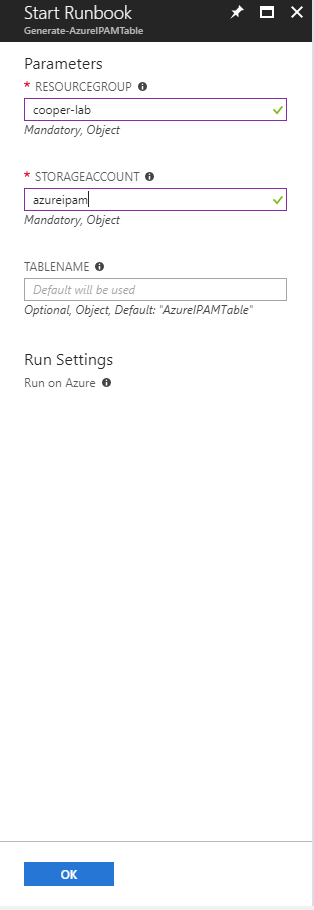 Start Runbook
Generate-AzureIPAMTable
Parameters
* RESOURCEGROUP
cooper-lab
Mandatory, Object
* STORAGEACCOUNT
azureipam
Mandatory, Object
TABLENAME
Default will be used
Optional, Object, Default: "AzureIPAMTable"
Run Settings
Run on Azure
OK